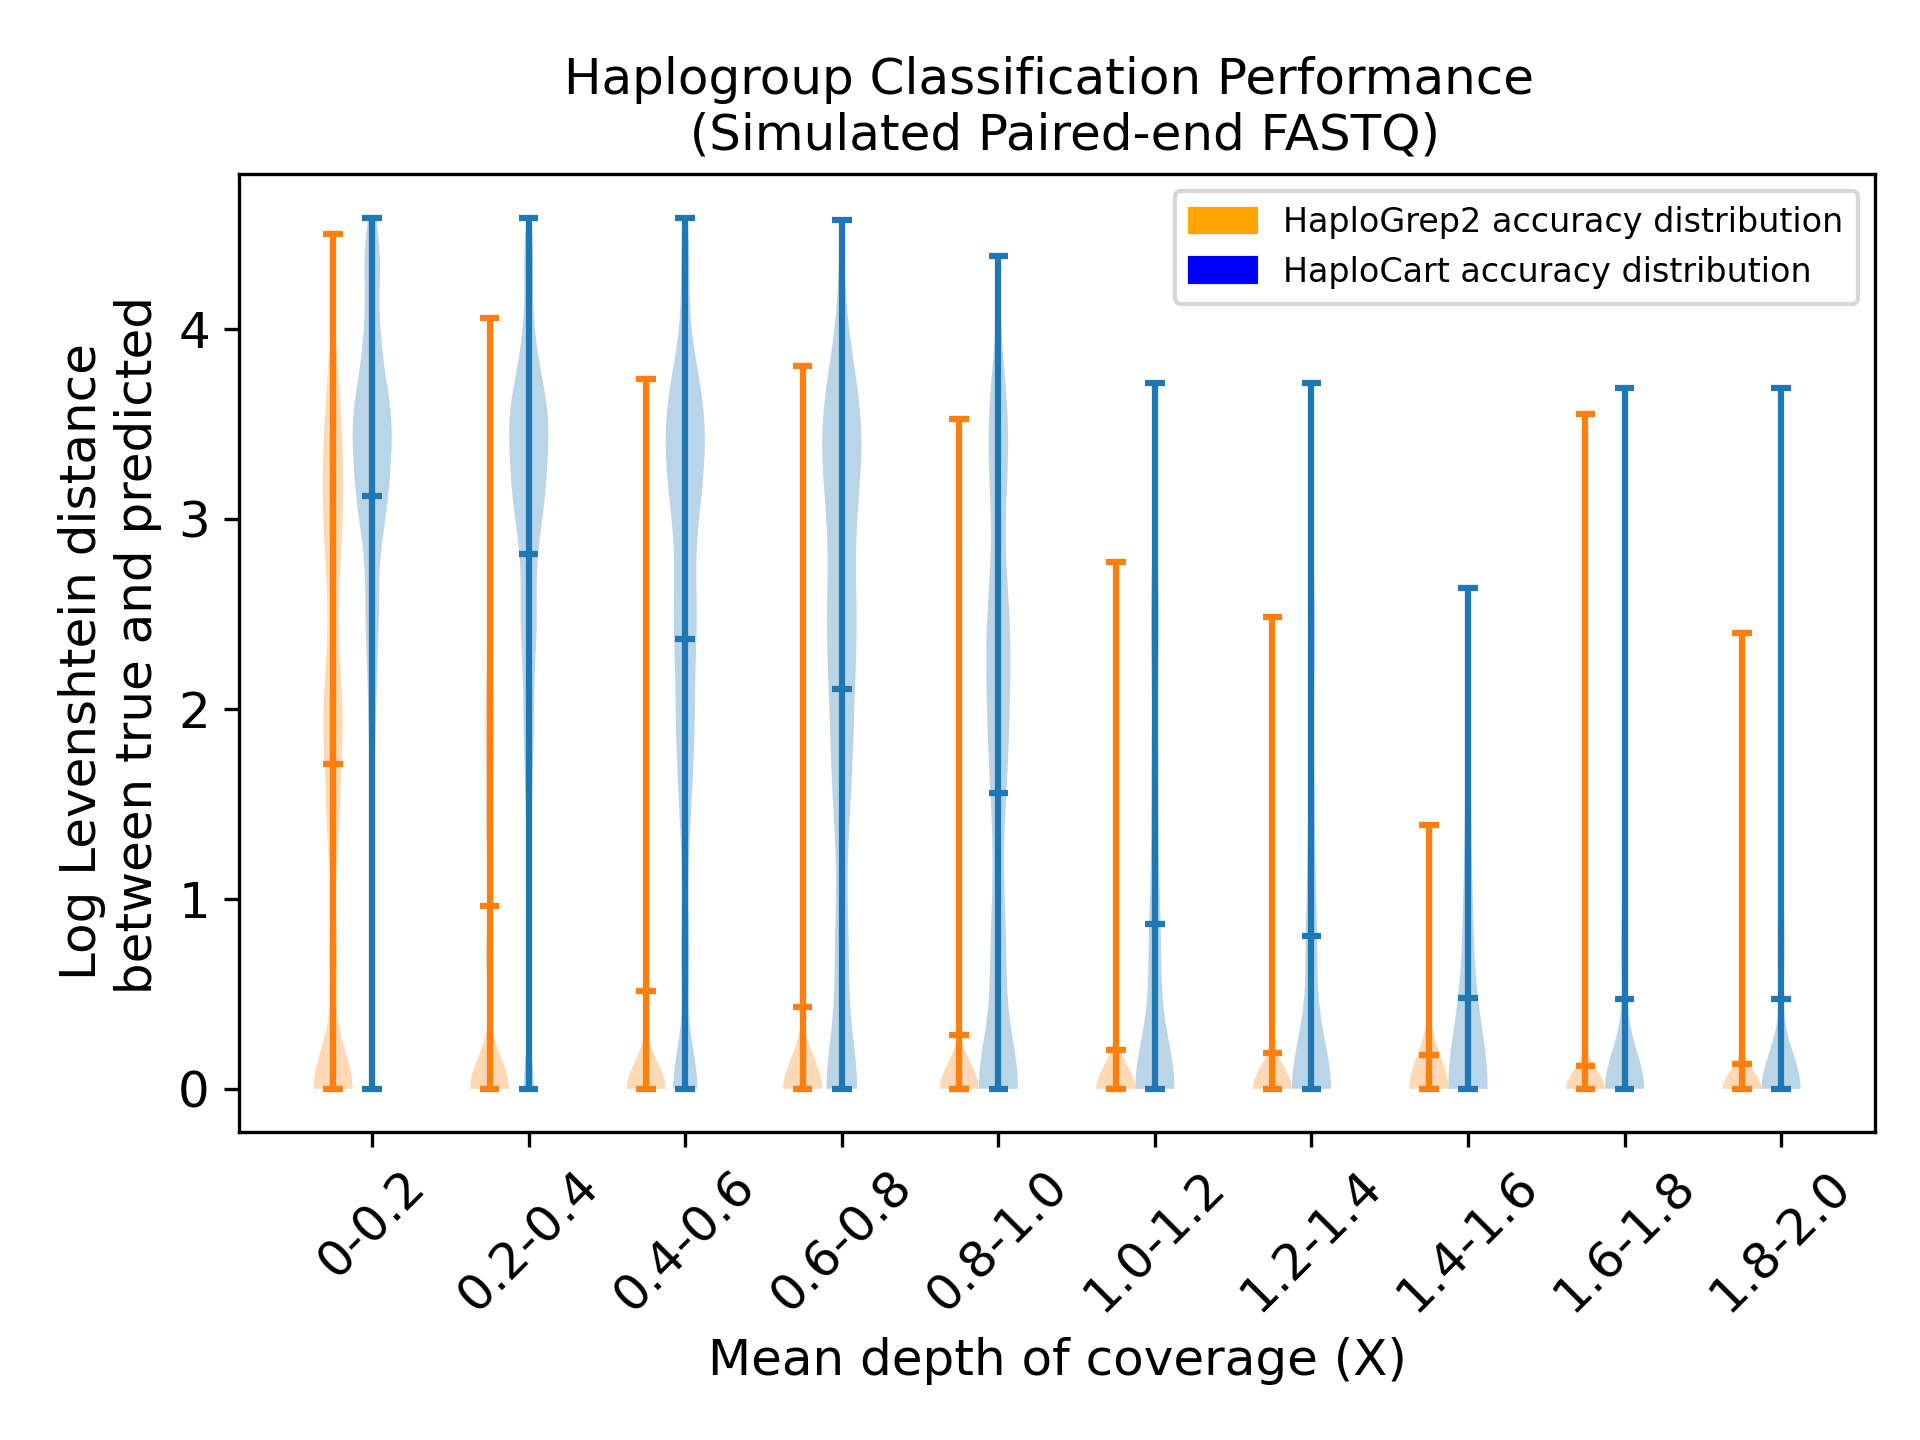 Haplogroup Classification Performance
(Simulated Paired-end FASTQ)
HaploGrep2 accuracy distribution
HaploCart accuracy distribution
Log Levenshtein distance
between true and predicted
4
3
2
1
0
0-0.2
0.2-0.4
0.4-0.6
0.6-0.8
0.8-1.0
1.0-1.2
1.2-1.4
1.4-1.6
1.6-1.8
1.8-2.0
Mean depth of coverage (X)